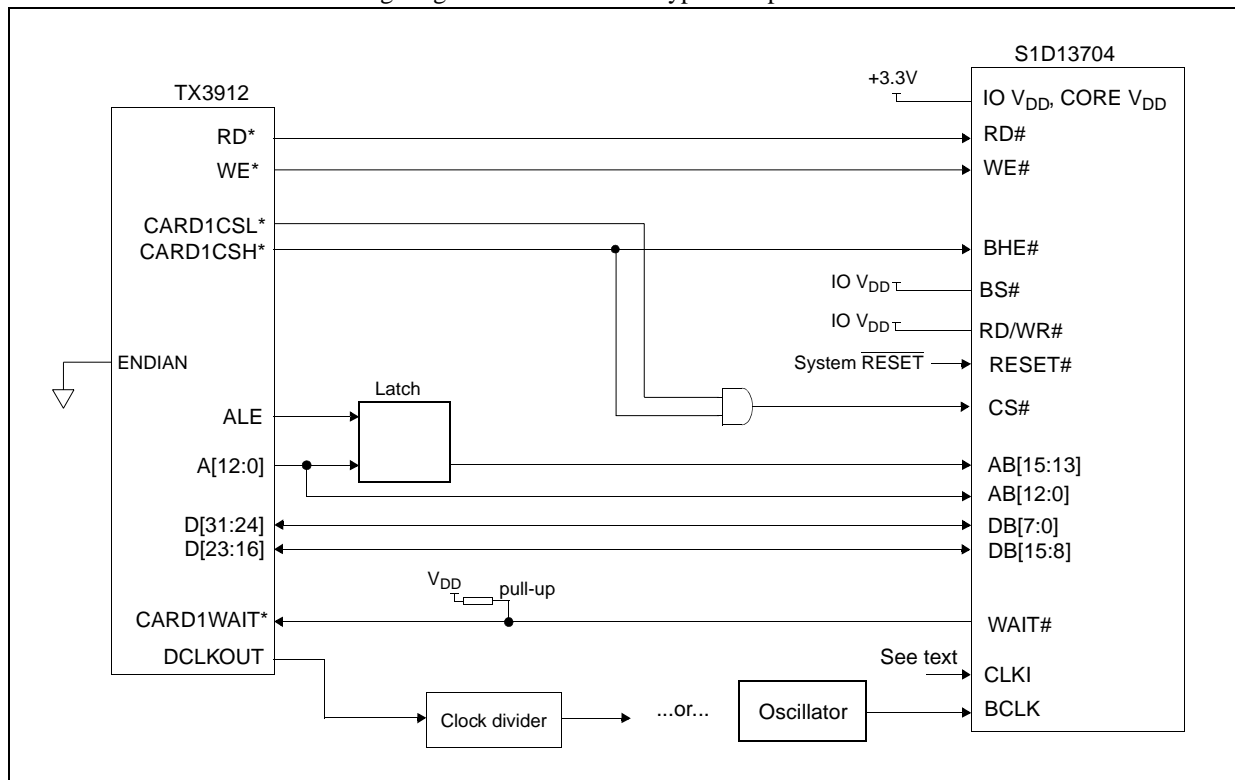 S1D13704
+3.3V
IO VDD, CORE VDD
TX3912
RD*
RD#
WE*
WE#
CARD1CSL*
CARD1CSH*
BHE#
IO VDD
BS#
IO VDD
RD/WR#
ENDIAN
System RESET
RESET#
Latch
ALE
CS#
A[12:0]
AB[15:13]
AB[12:0]
D[31:24]
DB[7:0]
D[23:16]
DB[15:8]
VDD
pull-up
CARD1WAIT*
WAIT#
DCLKOUT
See text
CLKI
Clock divider
...or...
Oscillator
BCLK